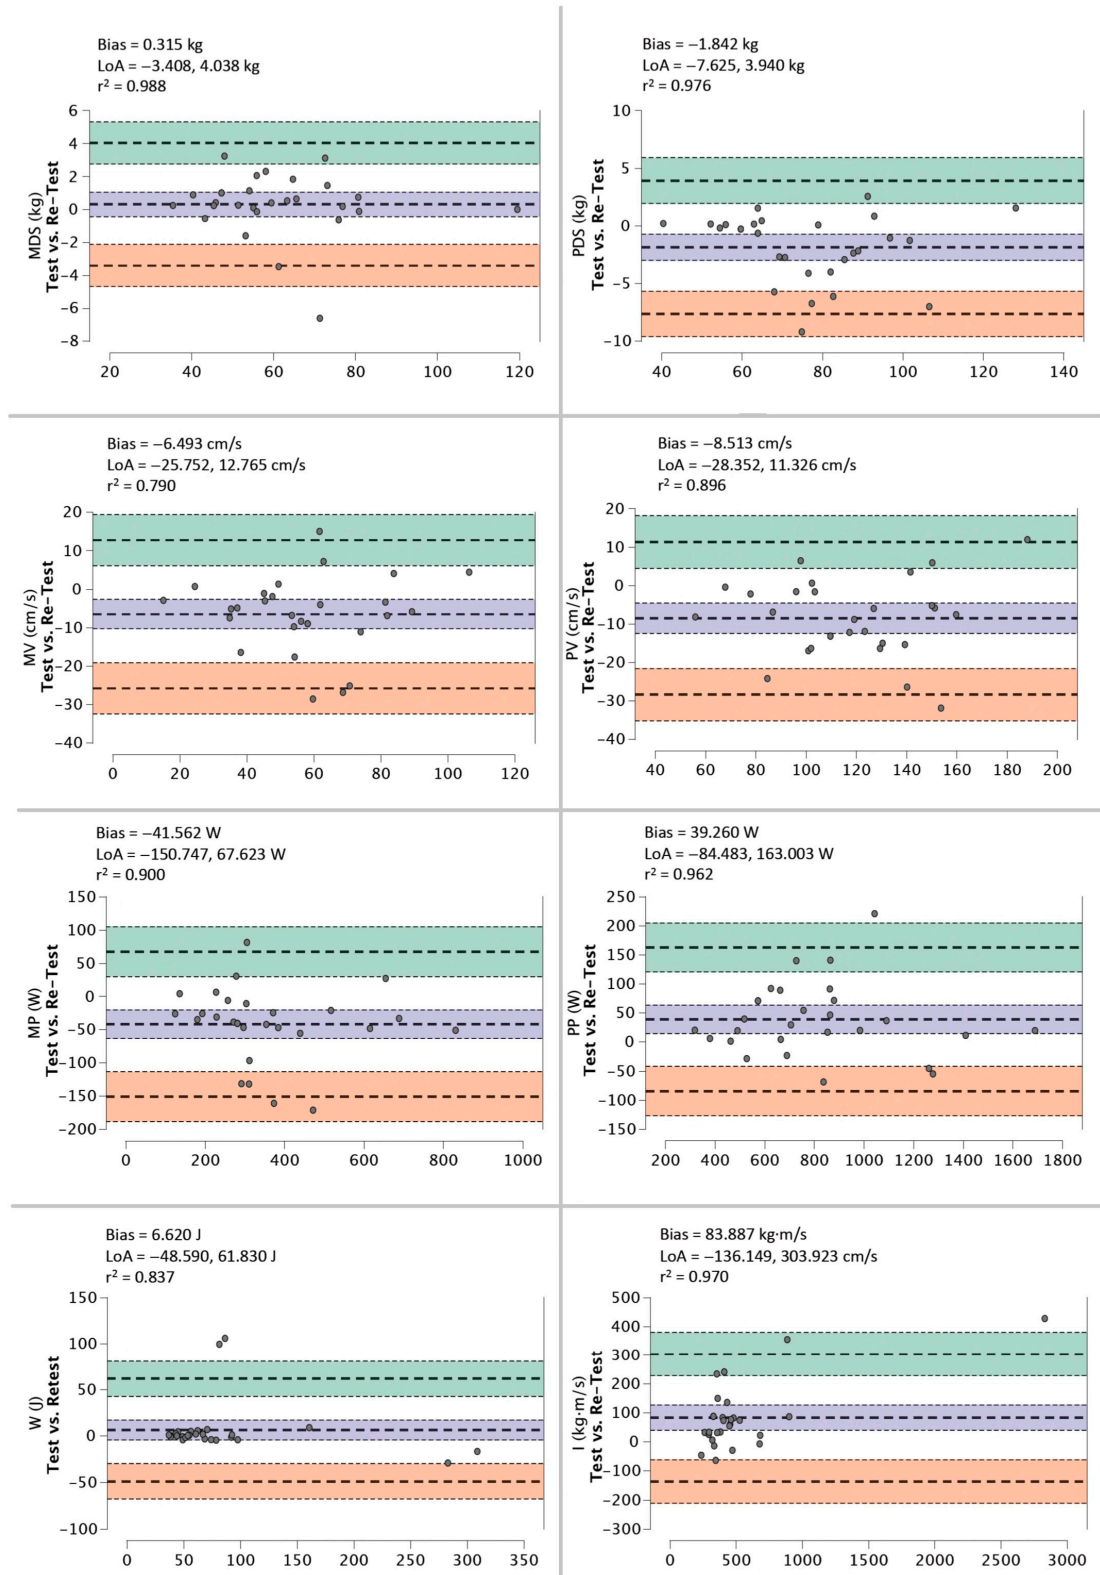 Bias = 0.315 kg
LoA = −3.408, 4.038 kg
r² = 0.988
MDS (kg)
Test vs. Re−Test
6
4
2
0
−2
−4
−6
−8
20 40 60 80 100 120
Bias = −1.842 kg
LoA = −7.625, 3.940 kg
r² = 0.976
PDS (kg)
Test vs. Re−Test
10
5
0
−5
−10
40 60 80 100 120 140
Bias = −6.493 cm/s
LoA = −25.752, 12.765 cm/s
r² = 0.790
MV (cm/s)
Test vs. Re−Test
20
10
0
−10
−20
−30
−40
0 20 40 60 80 100 120
Bias = −8.513 cm/s
LoA = −28.352, 11.326 cm/s
r² = 0.896
PV (cm/s)
Test vs. Re−Test
20
10
0
−10
−20
−30
−40
40 60 80 100 120 140 160 180 200
Bias = −41.562 W
LoA = −150.747, 67.623 W
r² = 0.900
MP (W)
Test vs. Re−Test
150
100
50
0
−50
−100
−150
−200
0 200 400 600 800 1000
Bias = 39.260 W
LoA = −84.483, 163.003 W
r² = 0.962
PP (W)
Test vs. Re−Test
250
200
150
100
50
0
−50
−100
−150
200 400 600 800 1000 1200 1400 1600 1800
Bias = 6.620 J
LoA = −48.590, 61.830 J
r² = 0.837
W (J)
Test vs. Retest
150
100
50
0
−50
−100
0 50 100 150 200 250 300 350
Bias = 83.887 kg·m/s
LoA = −136.149, 303.923 cm/s
r² = 0.970
I (kg·m/s)
Test vs. Re−Test
500
400
300
200
100
0
−100
−200
−300
0 500 1000 1500 2000 2500 3000